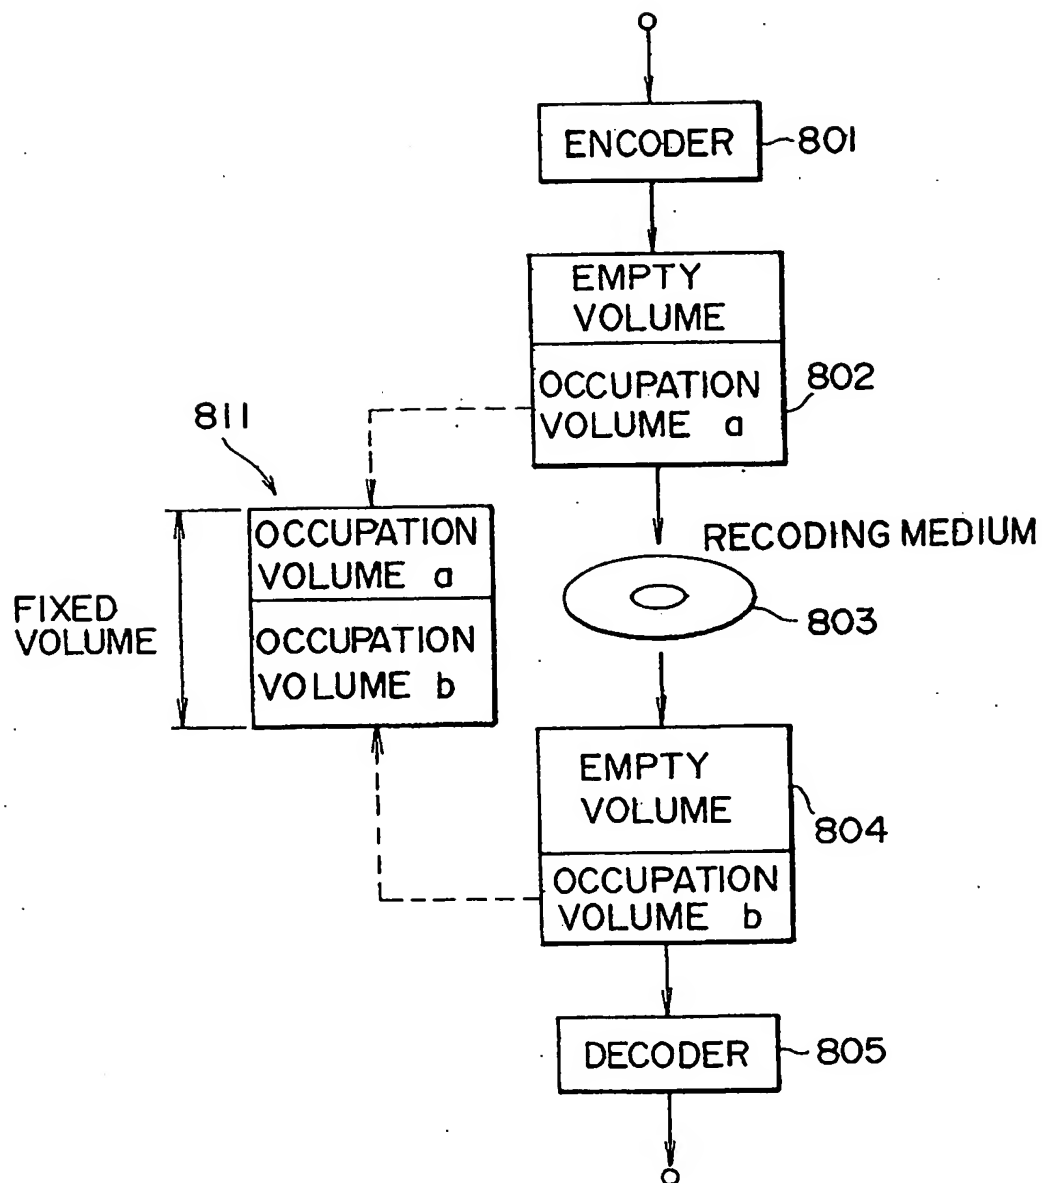 ENCODER
801
EMPTY
VOLUME
OCCUPATION
VOLUME a
802
811
OCCUPATION
VOLUME a
OCCUPATION
VOLUME b
FIXED
VOLUME
RECODING MEDIUM
803
EMPTY
VOLUME
804
OCCUPATION
VOLUME b
DECODER
805